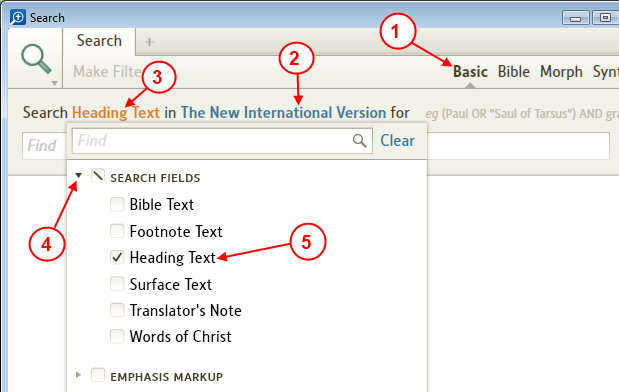 Search
Search +
1
Make Filte
3
2
Basic Bible Morph Synt
Search Heading Text in The New International Version for eg (Paul OR "Saul of Tarsus") AND gra
Find
Find Clear
SEARCH FIELDS
Bible Text
4
Footnote Text
Heading Text
5
Surface Text
Translator's Note
Words of Christ
EMPHASIS MARKUP